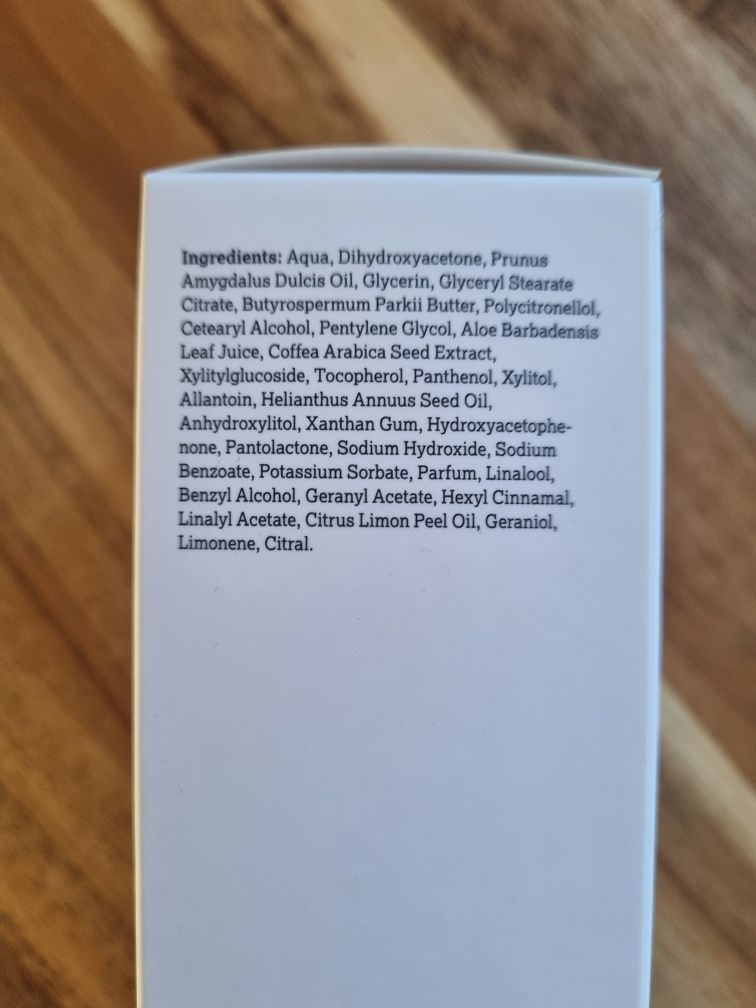 Ingredients: Aqua, Dihydroxyacetone, Prunus
Amygdalus Dulcis Oil, Glycerin, Glyceryl Stearate
Citrate, Butyrospermum Parkii Butter, Polycitronellol,
Cetearyl Alcohol, Pentylene Glycol, Aloe Barbadensis
Leaf Juice, Coffea Arabica Seed Extract,
Xylitylglucoside, Tocopherol, Panthenol, Xylitol,
Allantoin, Helianthus Annuus Seed Oil,
Anhydroxylitol, Xanthan Gum, Hydroxyacetophe-
none, Pantolactone, Sodium Hydroxide, Sodium
Benzoate, Potassium Sorbate, Parfum, Linalool,
Benzyl Alcohol, Geranyl Acetate, Hexyl Cinnamal,
Linalyl Acetate, Citrus Limon Peel Oil, Geraniol,
Limonene, Citral.